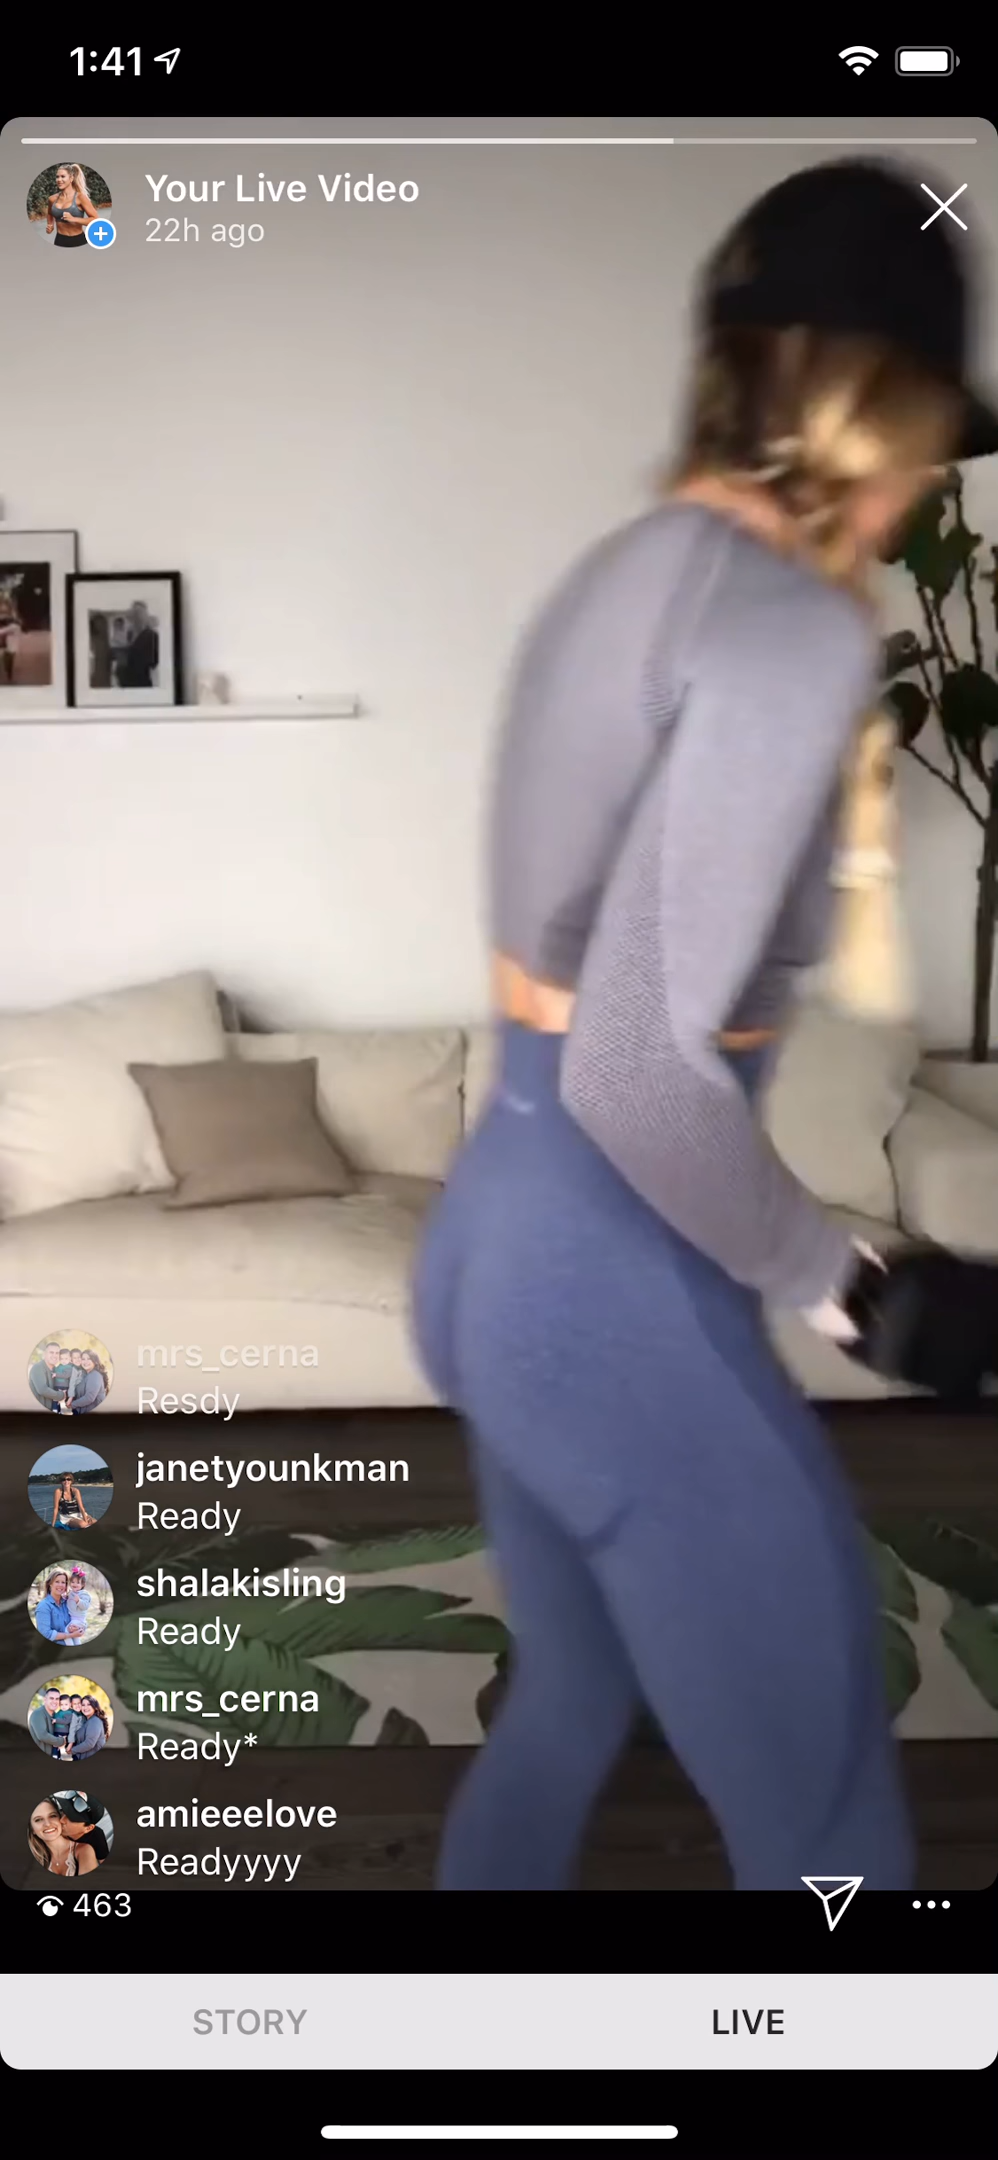 1:41
Your Live Video
22h ago
mrs_cerna
Resdy
janetyounkman
Ready
shalakisling
Ready
mrs_cerna
Ready*
amieeelove
Readyyyy
463
STORY
LIVE